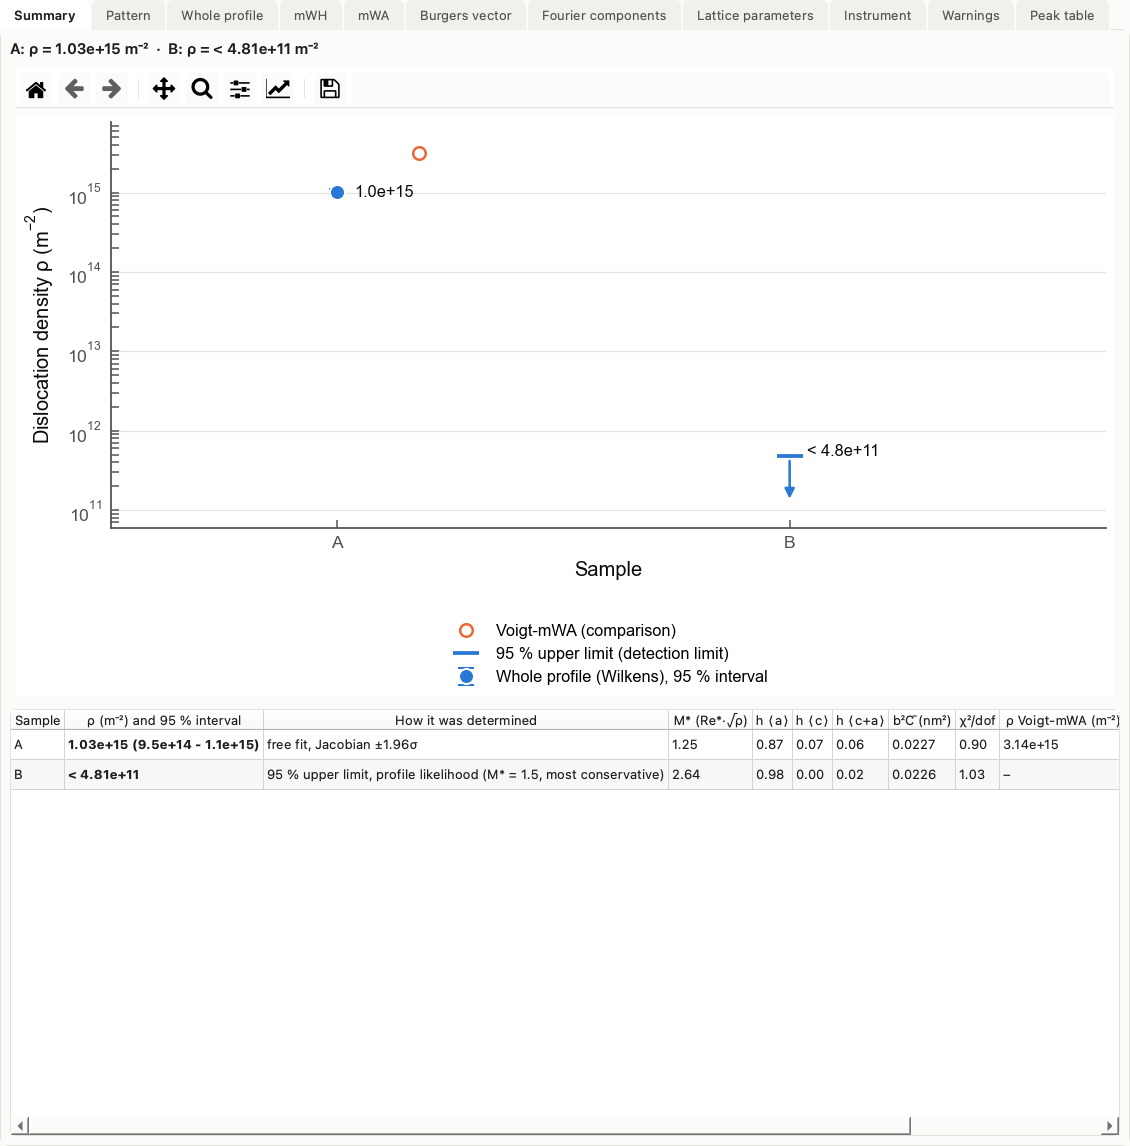 Summary Pattern Whole profile mWH mWA Burgers vector Fourier components Lattice parameters Instrument Warnings Peak table
A: ρ = 1.03e+15 m⁻² · B: ρ = < 4.81e+11 m⁻²
Dislocation density ρ (m⁻²)
10¹⁵
10¹⁴
10¹³
10¹²
10¹¹
1.0e+15
< 4.8e+11
A B
Sample
Voigt-mWA (comparison)
95 % upper limit (detection limit)
Whole profile (Wilkens), 95 % interval
Sample ρ (m⁻²) and 95 % interval How it was determined M* (Re*·√ρ) h ⟨a⟩ h ⟨c⟩ h ⟨c+a⟩ b²C̅ (nm²) χ²/dof ρ Voigt-mWA (m⁻²)
A 1.03e+15 (9.5e+14 - 1.1e+15) free fit, Jacobian ±1.96σ 1.25 0.87 0.07 0.06 0.0227 0.90 3.14e+15
B < 4.81e+11 95 % upper limit, profile likelihood (M* = 1.5, most conservative) 2.64 0.98 0.00 0.02 0.0226 1.03 –